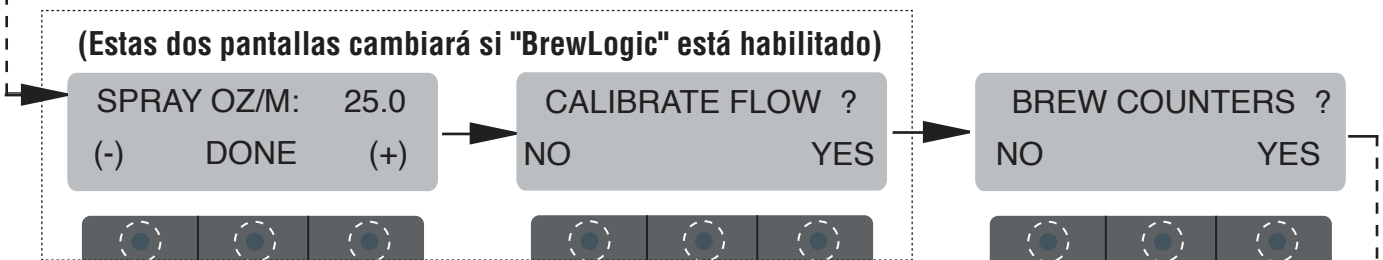 (Estas dos pantallas cambiará si "BrewLogic" está habilitado)
SPRAY OZ/M: 25.0
(-) DONE (+)
CALIBRATE FLOW ?
NO YES
BREW COUNTERS ?
NO YES